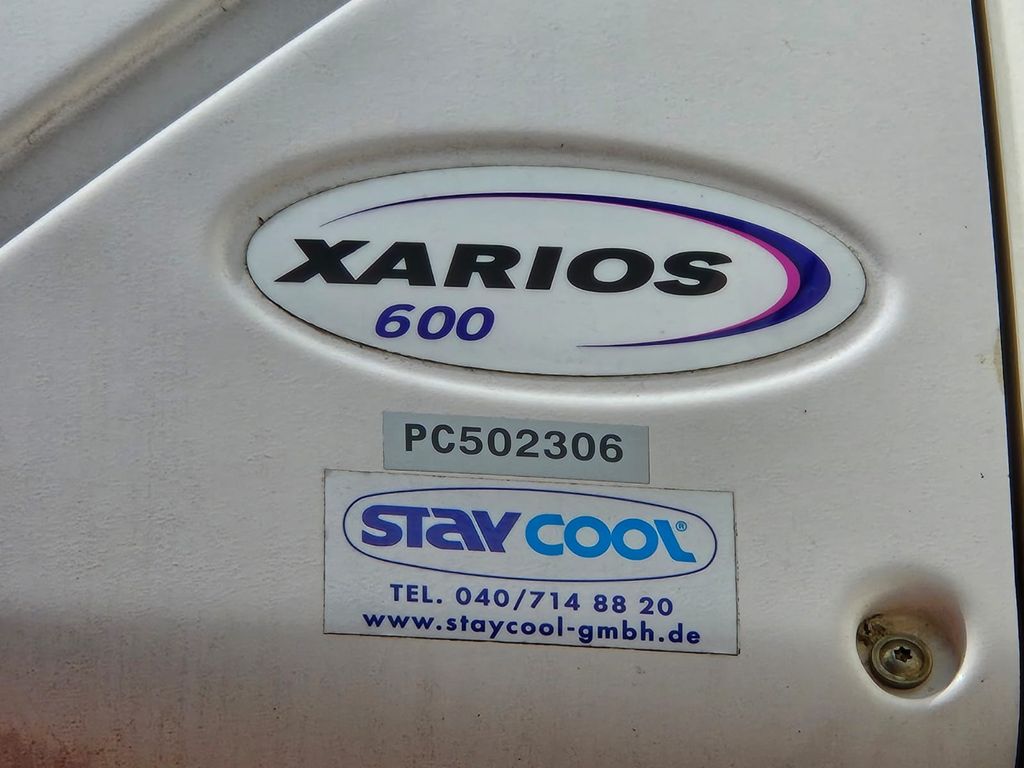 XARIOS
600
PC502306
STAY COOL®
TEL. 040/714 88 20
www.staycool-gmbh.de